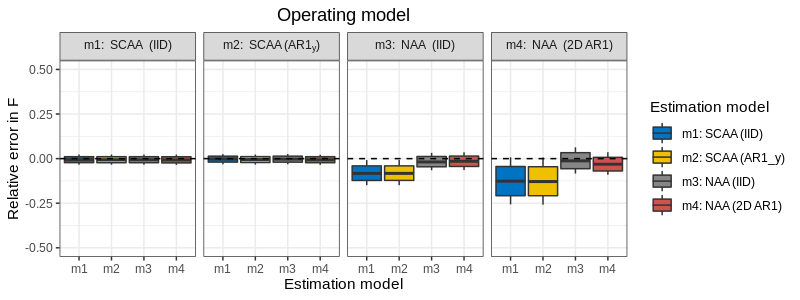 Operating model
m1: SCAA (IID)
m2: SCAA (AR1y)
m3: NAA (IID)
m4: NAA (2D AR1)
Relative error in F
0.50
0.25
0.00
-0.25
-0.50
m1 m2 m3 m4
m1 m2 m3 m4
m1 m2 m3 m4
m1 m2 m3 m4
Estimation model
Estimation model
m1: SCAA (IID)
m2: SCAA (AR1_y)
m3: NAA (IID)
m4: NAA (2D AR1)